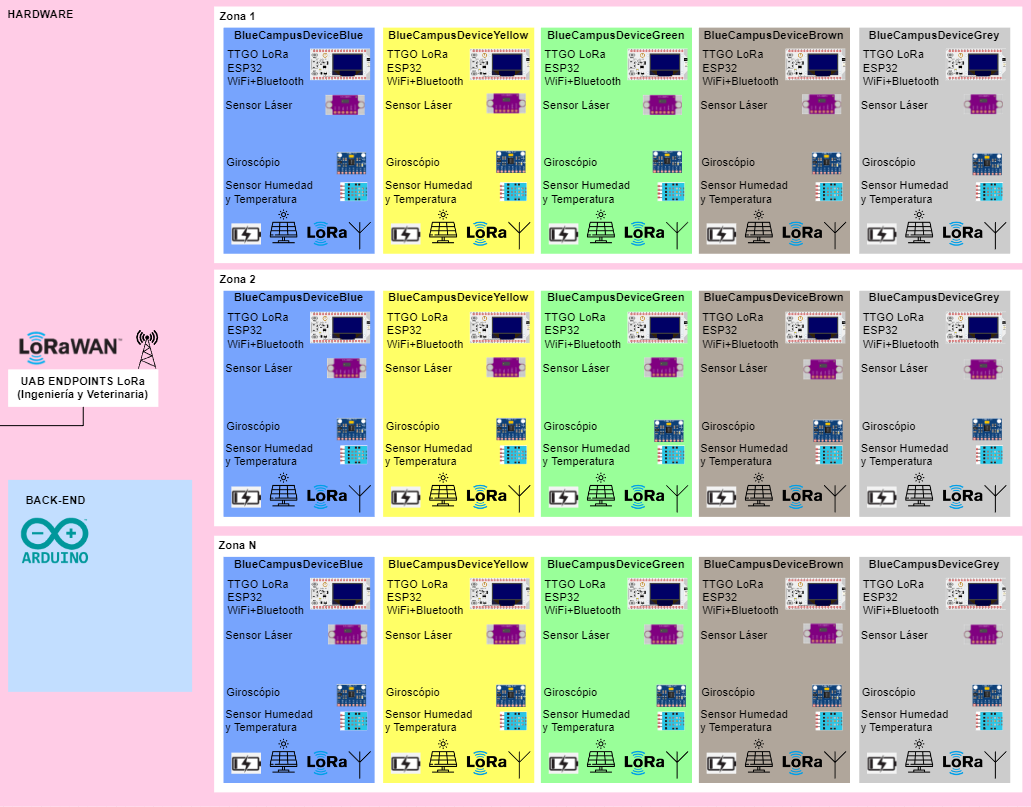 HARDWARE
Zona 1
BlueCampusDeviceBlue
TTGO LoRa
ESP32
WiFi+Bluetooth
Sensor Láser
Giroscópio
Sensor Humedad
y Temperatura
LoRa
BlueCampusDeviceYellow
TTGO LoRa
ESP32
WiFi+Bluetooth
Sensor Láser
Giroscópio
Sensor Humedad
y Temperatura
LoRa
BlueCampusDeviceGreen
TTGO LoRa
ESP32
WiFi+Bluetooth
Sensor Láser
Giroscópio
Sensor Humedad
y Temperatura
LoRa
BlueCampusDeviceBrown
TTGO LoRa
ESP32
WiFi+Bluetooth
Sensor Láser
Giroscópio
Sensor Humedad
y Temperatura
LoRa
BlueCampusDeviceGrey
TTGO LoRa
ESP32
WiFi+Bluetooth
Sensor Láser
Giroscópio
Sensor Humedad
y Temperatura
LoRa
Zona 2
BlueCampusDeviceBlue
TTGO LoRa
ESP32
WiFi+Bluetooth
Sensor Láser
Giroscópio
Sensor Humedad
y Temperatura
LoRa
BlueCampusDeviceYellow
TTGO LoRa
ESP32
WiFi+Bluetooth
Sensor Láser
Giroscópio
Sensor Humedad
y Temperatura
LoRa
BlueCampusDeviceGreen
TTGO LoRa
ESP32
WiFi+Bluetooth
Sensor Láser
Giroscópio
Sensor Humedad
y Temperatura
LoRa
BlueCampusDeviceBrown
TTGO LoRa
ESP32
WiFi+Bluetooth
Sensor Láser
Giroscópio
Sensor Humedad
y Temperatura
LoRa
BlueCampusDeviceGrey
TTGO LoRa
ESP32
WiFi+Bluetooth
Sensor Láser
Giroscópio
Sensor Humedad
y Temperatura
LoRa
LoRaWAN™
UAB ENDPOINTS LoRa
(Ingeniería y Veterinaria)
BACK-END
ARDUINO
Zona N
BlueCampusDeviceBlue
TTGO LoRa
ESP32
WiFi+Bluetooth
Sensor Láser
Giroscópio
Sensor Humedad
y Temperatura
LoRa
BlueCampusDeviceYellow
TTGO LoRa
ESP32
WiFi+Bluetooth
Sensor Láser
Giroscópio
Sensor Humedad
y Temperatura
LoRa
BlueCampusDeviceGreen
TTGO LoRa
ESP32
WiFi+Bluetooth
Sensor Láser
Giroscópio
Sensor Humedad
y Temperatura
LoRa
BlueCampusDeviceBrown
TTGO LoRa
ESP32
WiFi+Bluetooth
Sensor Láser
Giroscópio
Sensor Humedad
y Temperatura
LoRa
BlueCampusDeviceGrey
TTGO LoRa
ESP32
WiFi+Bluetooth
Sensor Láser
Giroscópio
Sensor Humedad
y Temperatura
LoRa